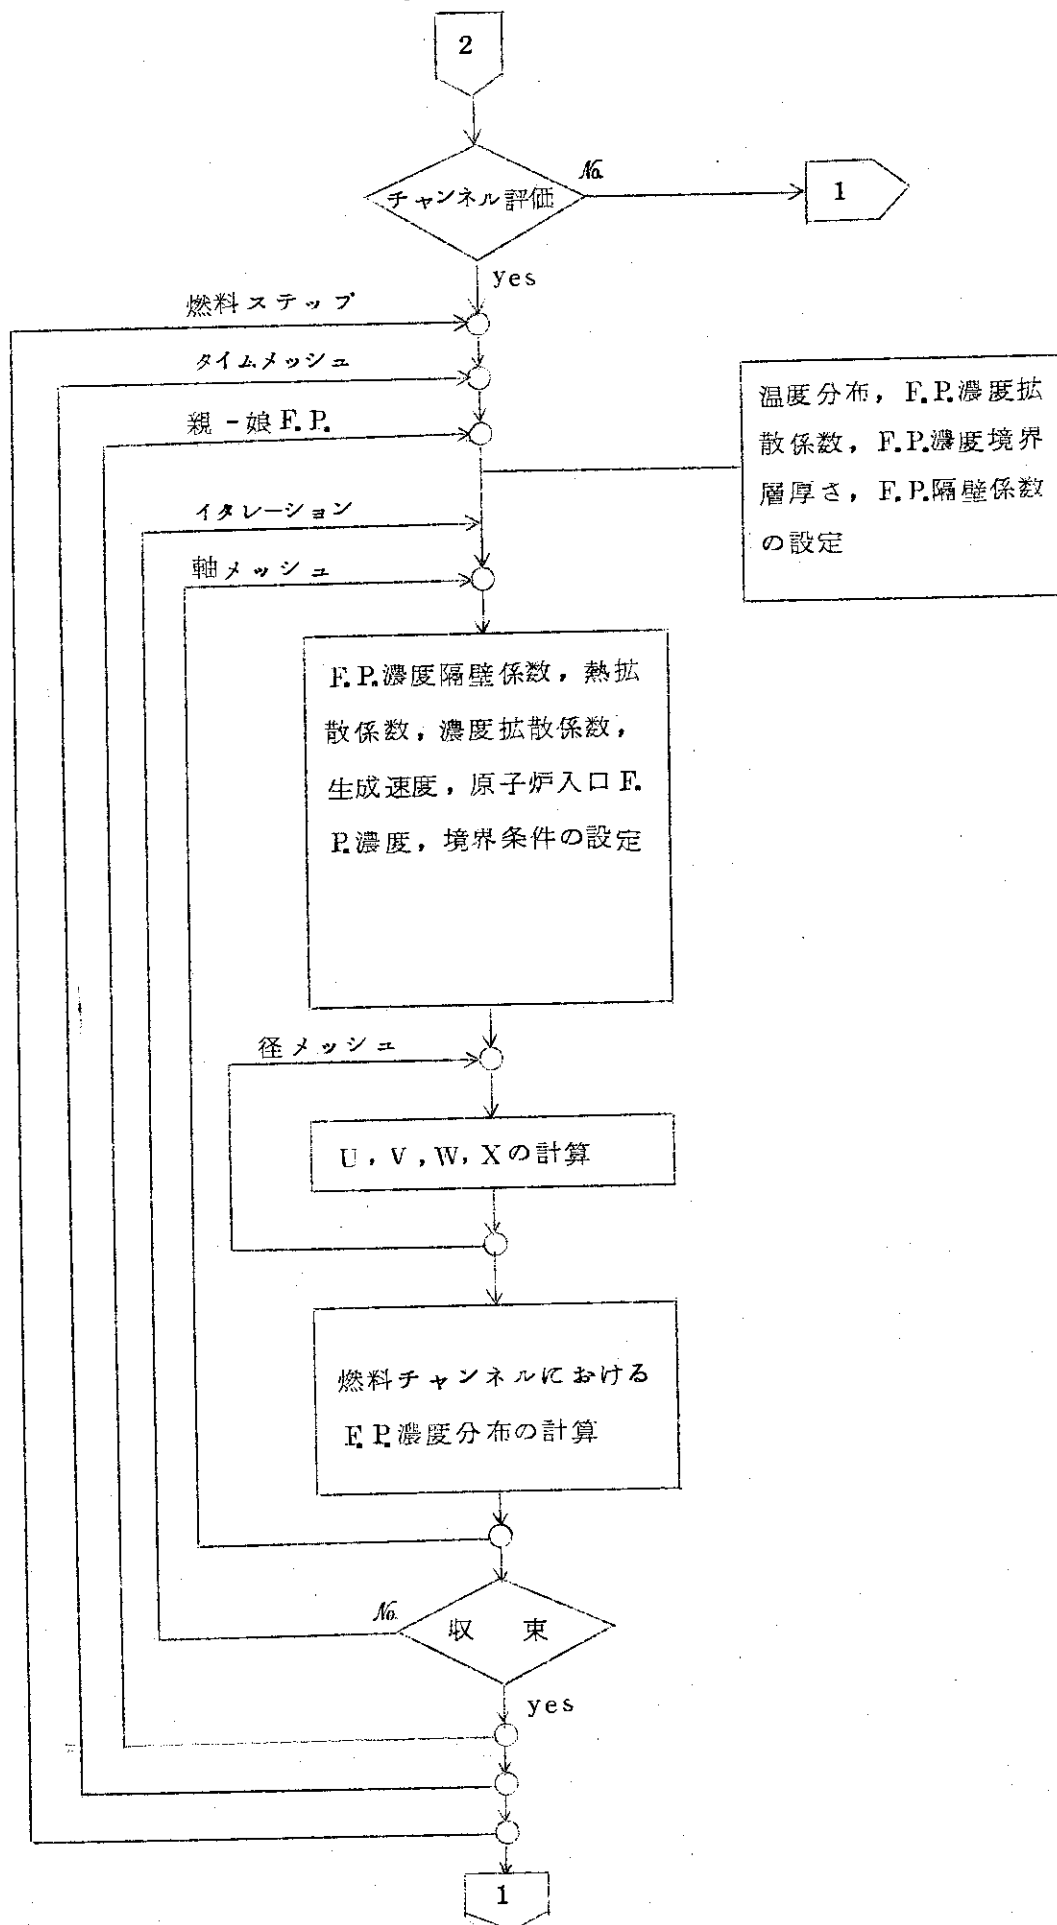 2
チャンネル評価
No.
1
yes
燃料ステップ
タイムメッシュ
親-娘F.P.
温度分布，F.P.濃度拡
散係数，F.P.濃度境界
層厚さ，F.P.隔壁係数
の設定
イタレーション
軸メッシュ
F.P.濃度隔壁係数，熱拡
散係数，濃度拡散係数，
生成速度，原子炉入口F.
P.濃度，境界条件の設定
径メッシュ
U，V，W，Xの計算
燃料チャンネルにおける
F.P.濃度分布の計算
No.
収束
yes
1